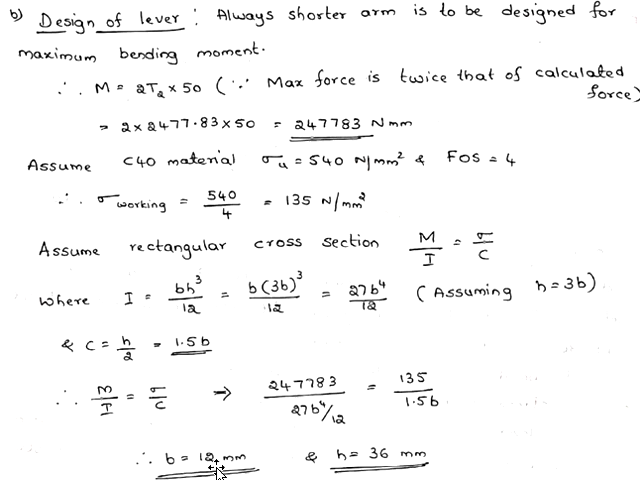 b) Design of lever : Always shorter arm is to be designed for
maximum bending moment.
∴ M = 2T₂ × 50 (∵ Max force is twice that of calculated force)
= 2 × 2477.83 × 50 = 247783 N mm
Assume C40 material σu = 540 N/mm² & FOS = 4
∴ σworking = 540/4 = 135 N/mm²
Assume rectangular cross section M/I = σ/C
where I = bh³/12 = b(3b)³/12 = 27b⁴/12 (Assuming h = 3b)
& C = h/2 = 1.5b
∴ M/I = σ/C → 247783/(27b⁴/12) = 135/1.5b
∴ b = 12 mm & h = 36 mm